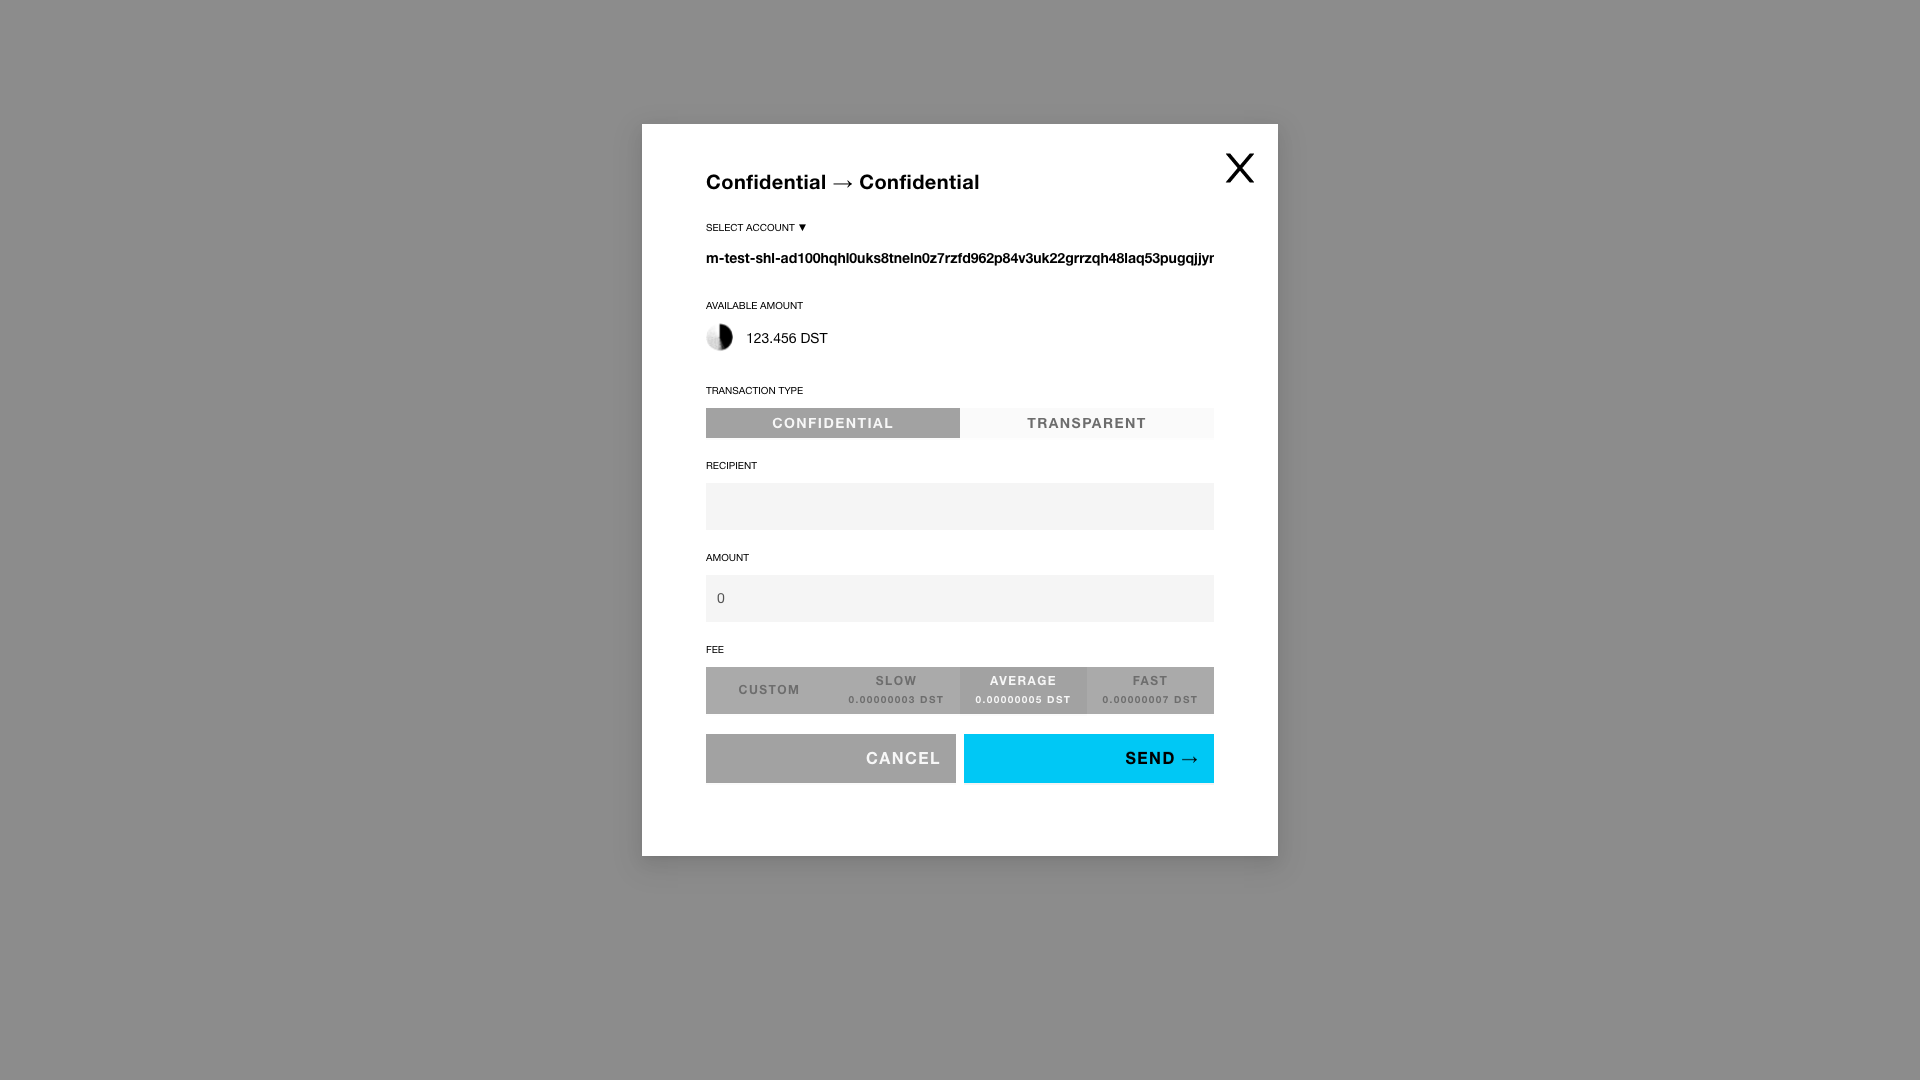 X
Confidential → Confidential
SELECT ACCOUNT ▼
m-test-shl-ad100hqhl0uks8tneln0z7rzfd962p84v3uk22grrzqh48laq53pugqjjyr
AVAILABLE AMOUNT
123.456 DST
TRANSACTION TYPE
CONFIDENTIAL TRANSPARENT
RECIPIENT
AMOUNT
0
FEE
CUSTOM SLOW AVERAGE FAST
0.00000003 DST 0.00000005 DST 0.00000007 DST
CANCEL SEND →